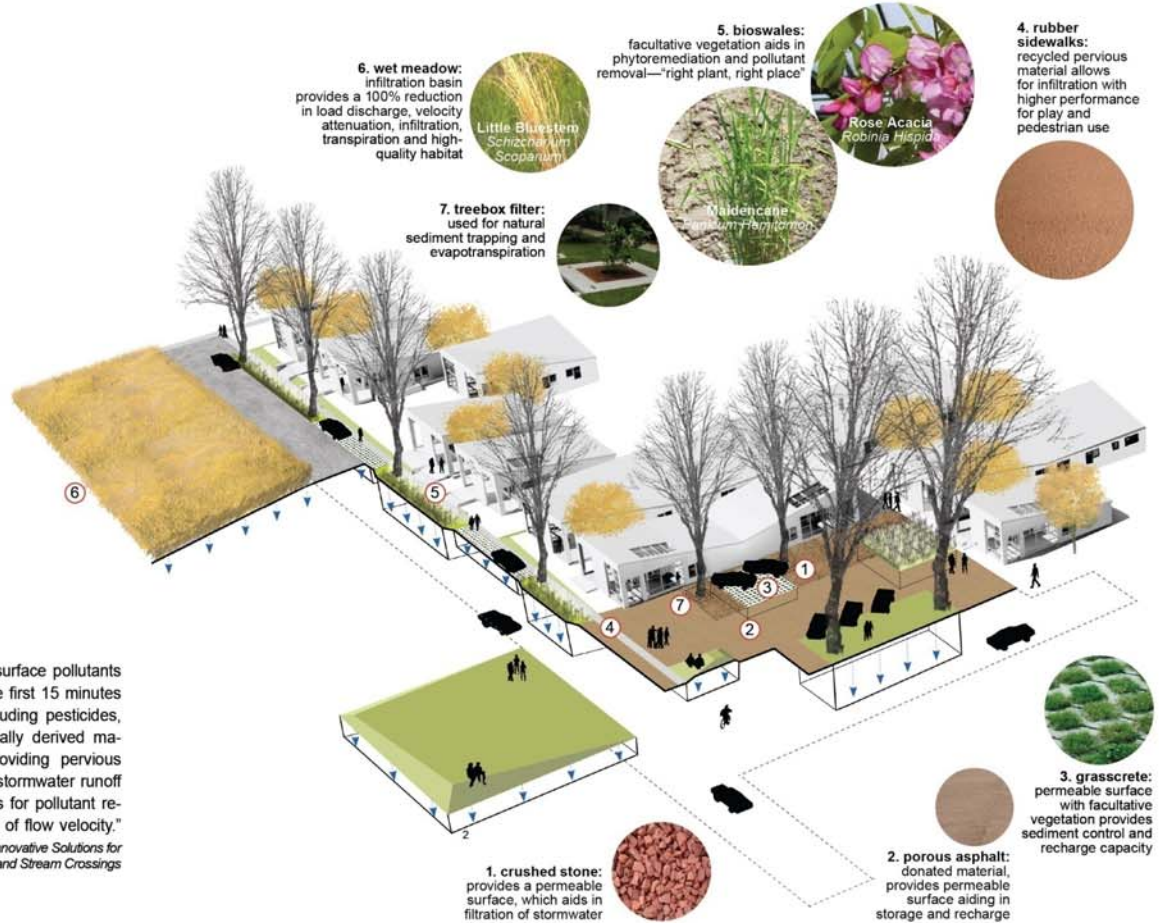 6. wet meadow:
infiltration basin
provides a 100% reduction
in load discharge, velocity
attenuation, infiltration,
transpiration and high-
quality habitat
Little Bluestem
Schizcharium
Scoparium
5. bioswales:
facultative vegetation aids in
phytoremediation and pollutant
removal—“right plant, right place”
Rose Acacia
Robinia Hispida
Maidencane
Panicum Hemitomon
4. rubber
sidewalks:
recycled pervious
material allows
for infiltration with
higher performance
for play and
pedestrian use
7. treebox filter:
used for natural
sediment trapping and
evapotranspiration
6
5
1
3
7
4
2
surface pollutants
e first 15 minutes
uding pesticides,
ally derived ma-
oviding pervious
stormwater runoff
s for pollutant re-
of flow velocity.”
nnovative Solutions for
and Stream Crossings
2
3. grasscrete:
permeable surface
with facultative
vegetation provides
sediment control and
recharge capacity
1. crushed stone:
provides a permeable
surface, which aids in
filtration of stormwater
2. porous asphalt:
donated material,
provides permeable
surface aiding in
storage and recharge